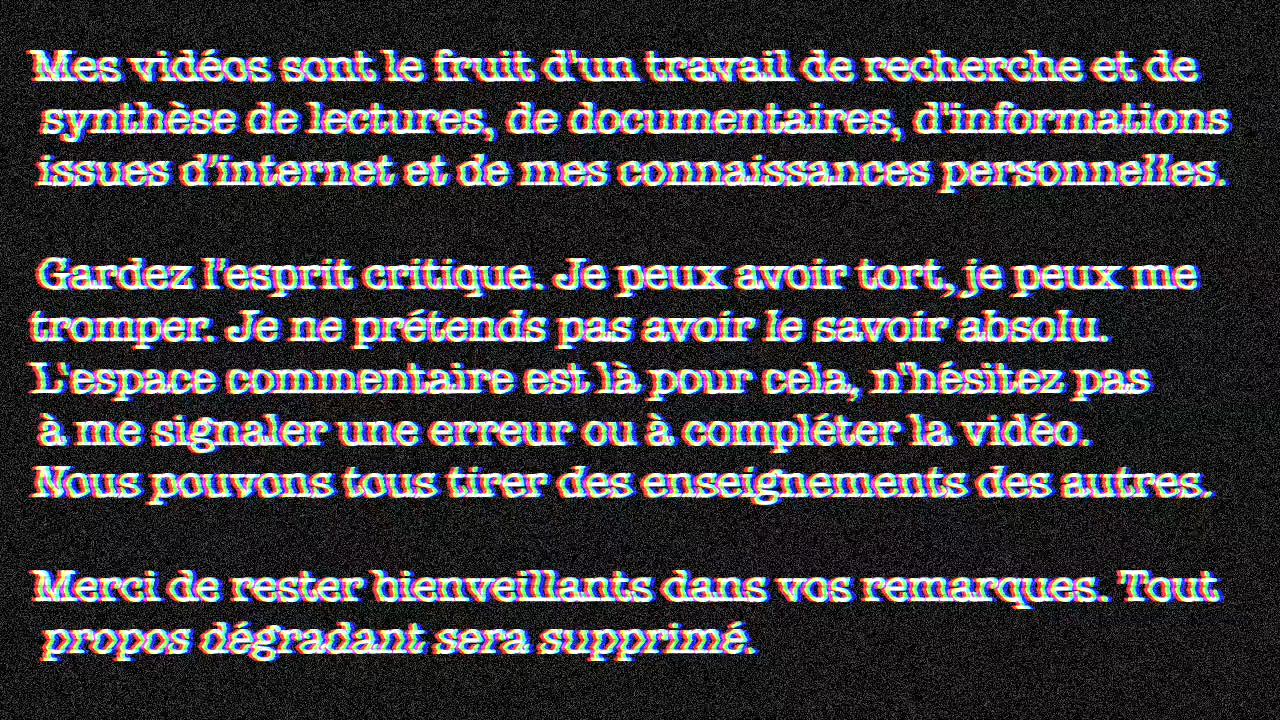 Mes vidéos sont le fruit d'un travail de recherche et de
synthèse de lectures, de documentaires, d'informations
issues d'internet et de mes connaissances personnelles.
Gardez l'esprit critique. Je peux avoir tort, je peux me
tromper. Je ne prétends pas avoir le savoir absolu.
L'espace commentaire est là pour cela, n'hésitez pas
à me signaler une erreur ou à compléter la vidéo.
Nous pouvons tous tirer des enseignements des autres.
Merci de rester bienveillants dans vos remarques. Tout
propos dégradant sera supprimé.